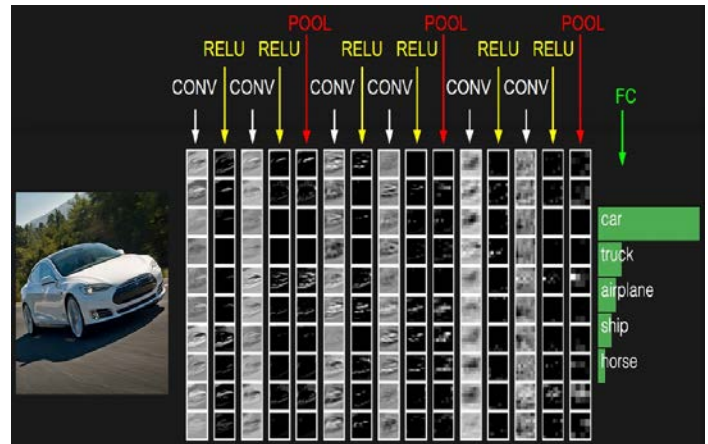 POOL POOL POOL
RELU RELU RELU RELU RELU RELU
CONV CONV CONV CONV CONV CONV
FC
car
truck
airplane
ship
horse